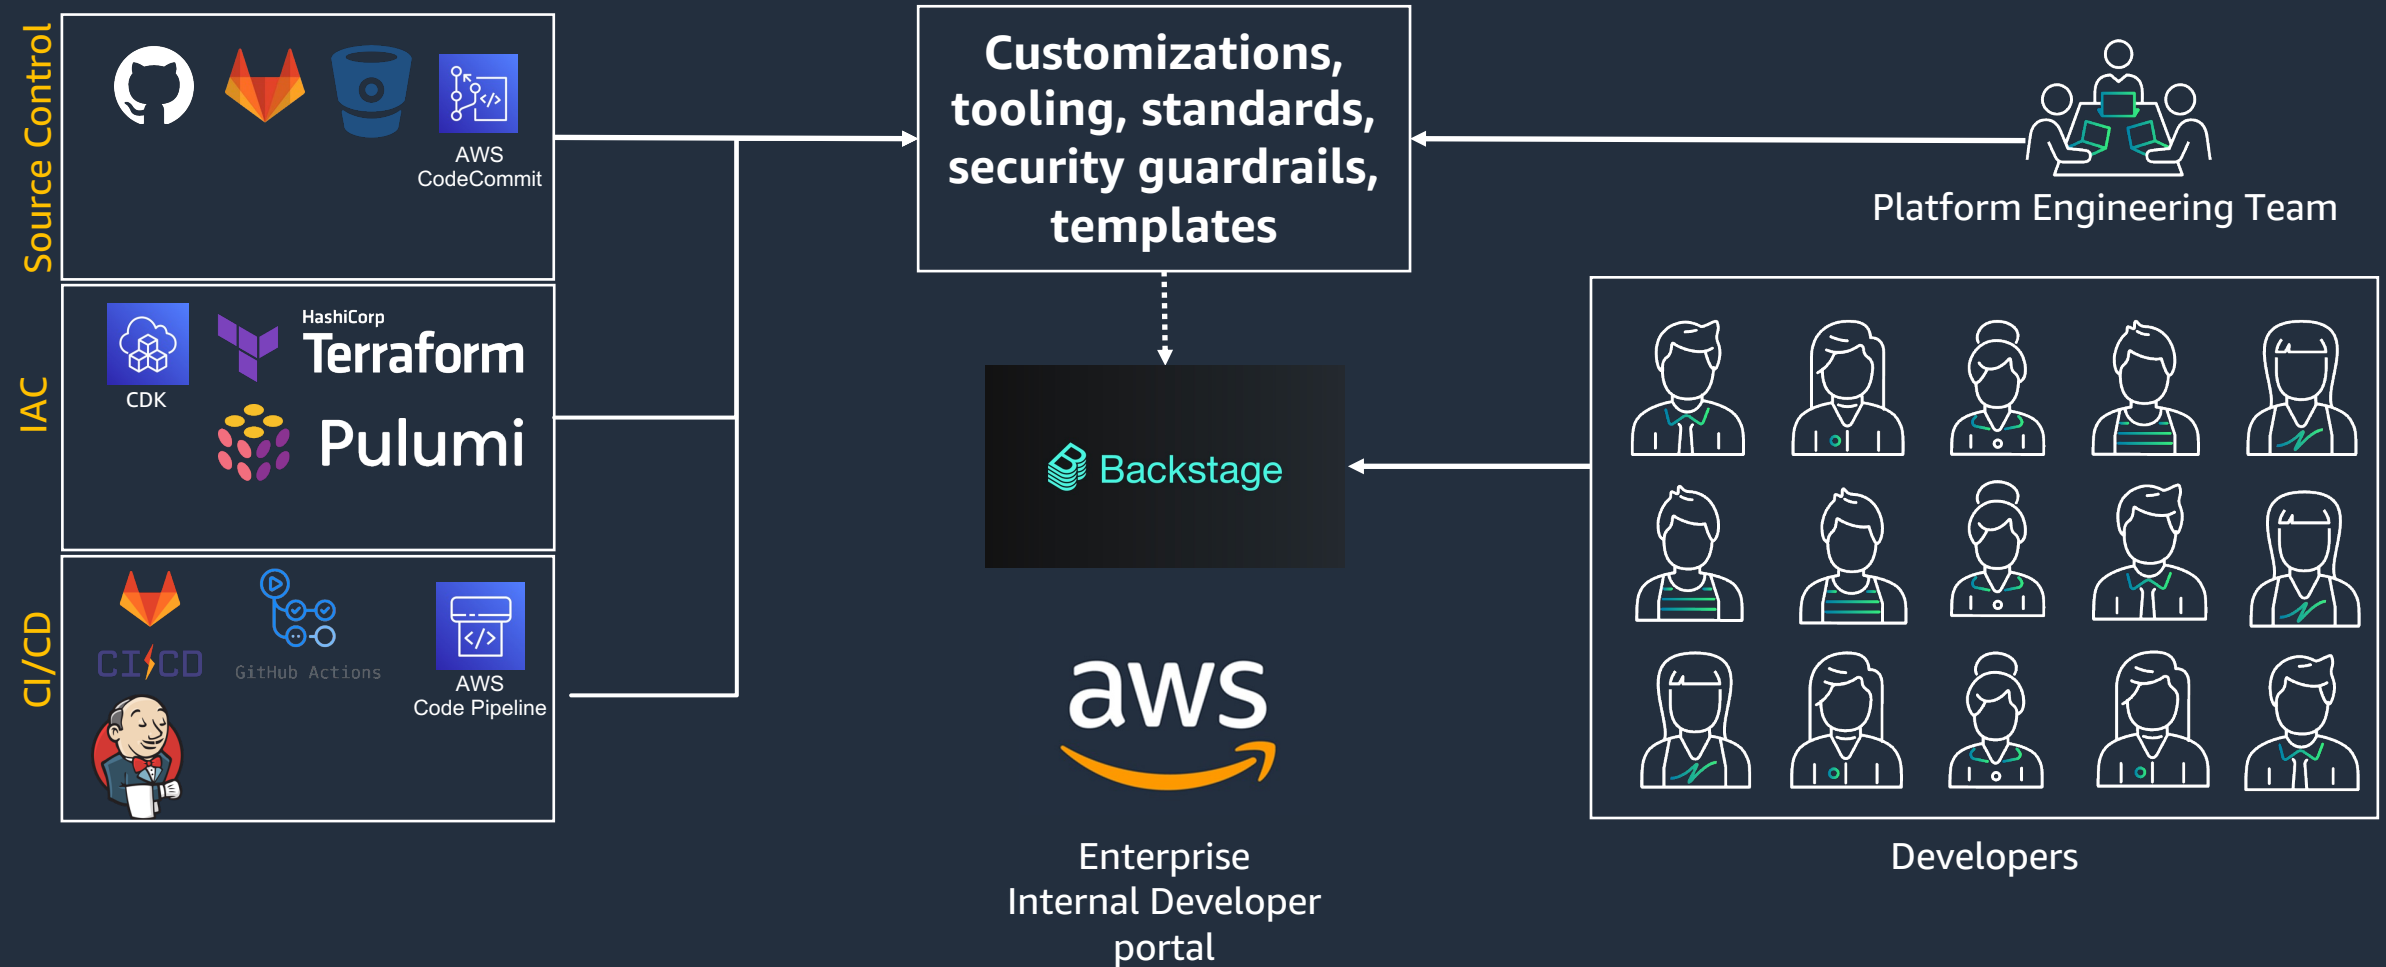 Source Control
AWS
CodeCommit
IAC
CDK
HashiCorp
Terraform
Pulumi
CI/CD
CI CD
GitHub Actions
AWS
Code Pipeline
Customizations,
tooling, standards,
security guardrails,
templates
Backstage
aws
Enterprise
Internal Developer
portal
Platform Engineering Team
Developers